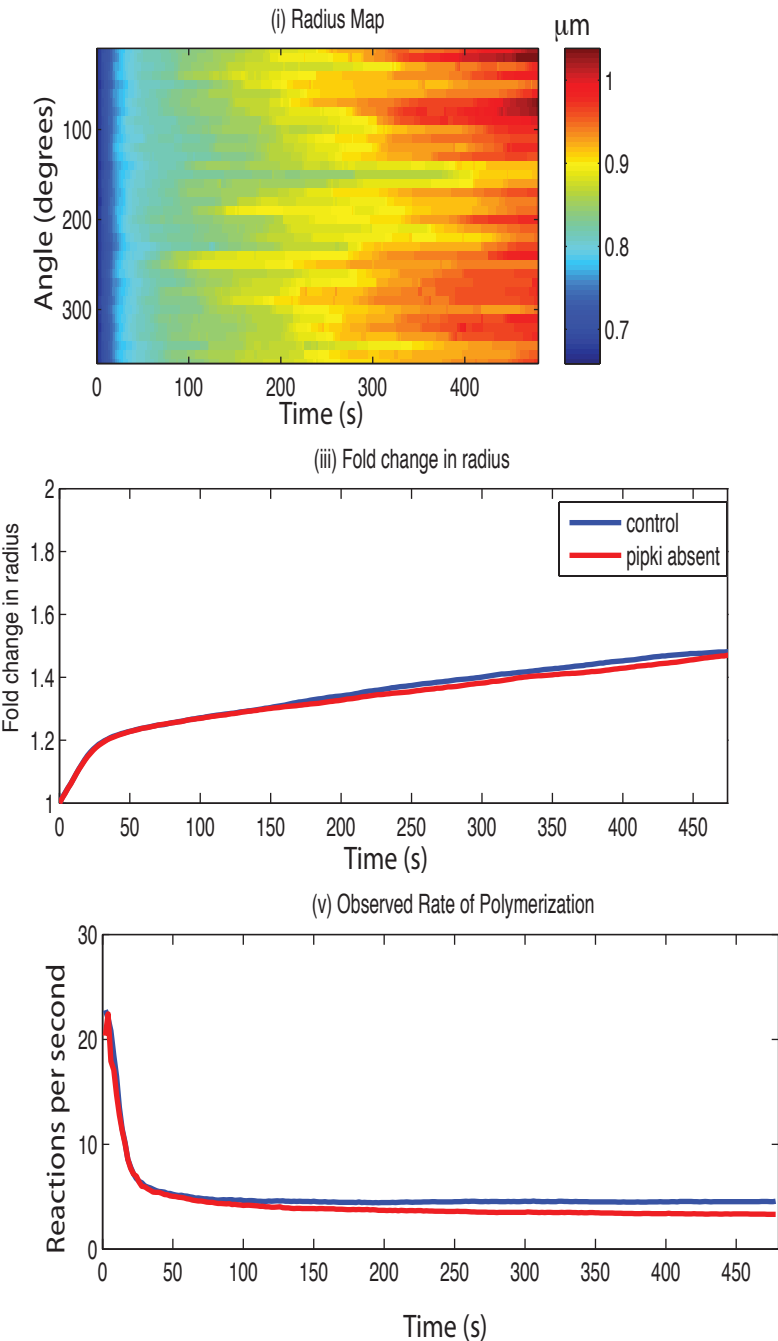 (i) Radius Map
μm
Angle (degrees)
100
200
300
0 100 200 300 400
Time (s)
1
0.9
0.8
0.7
(iii) Fold change in radius
Fold change in radius
2
1.8
1.6
1.4
1.2
1
control
pipki absent
0 50 100 150 200 250 300 350 400 450
Time (s)
(v) Observed Rate of Polymerization
Reactions per second
30
20
10
0
0 50 100 150 200 250 300 350 400 450
Time (s)